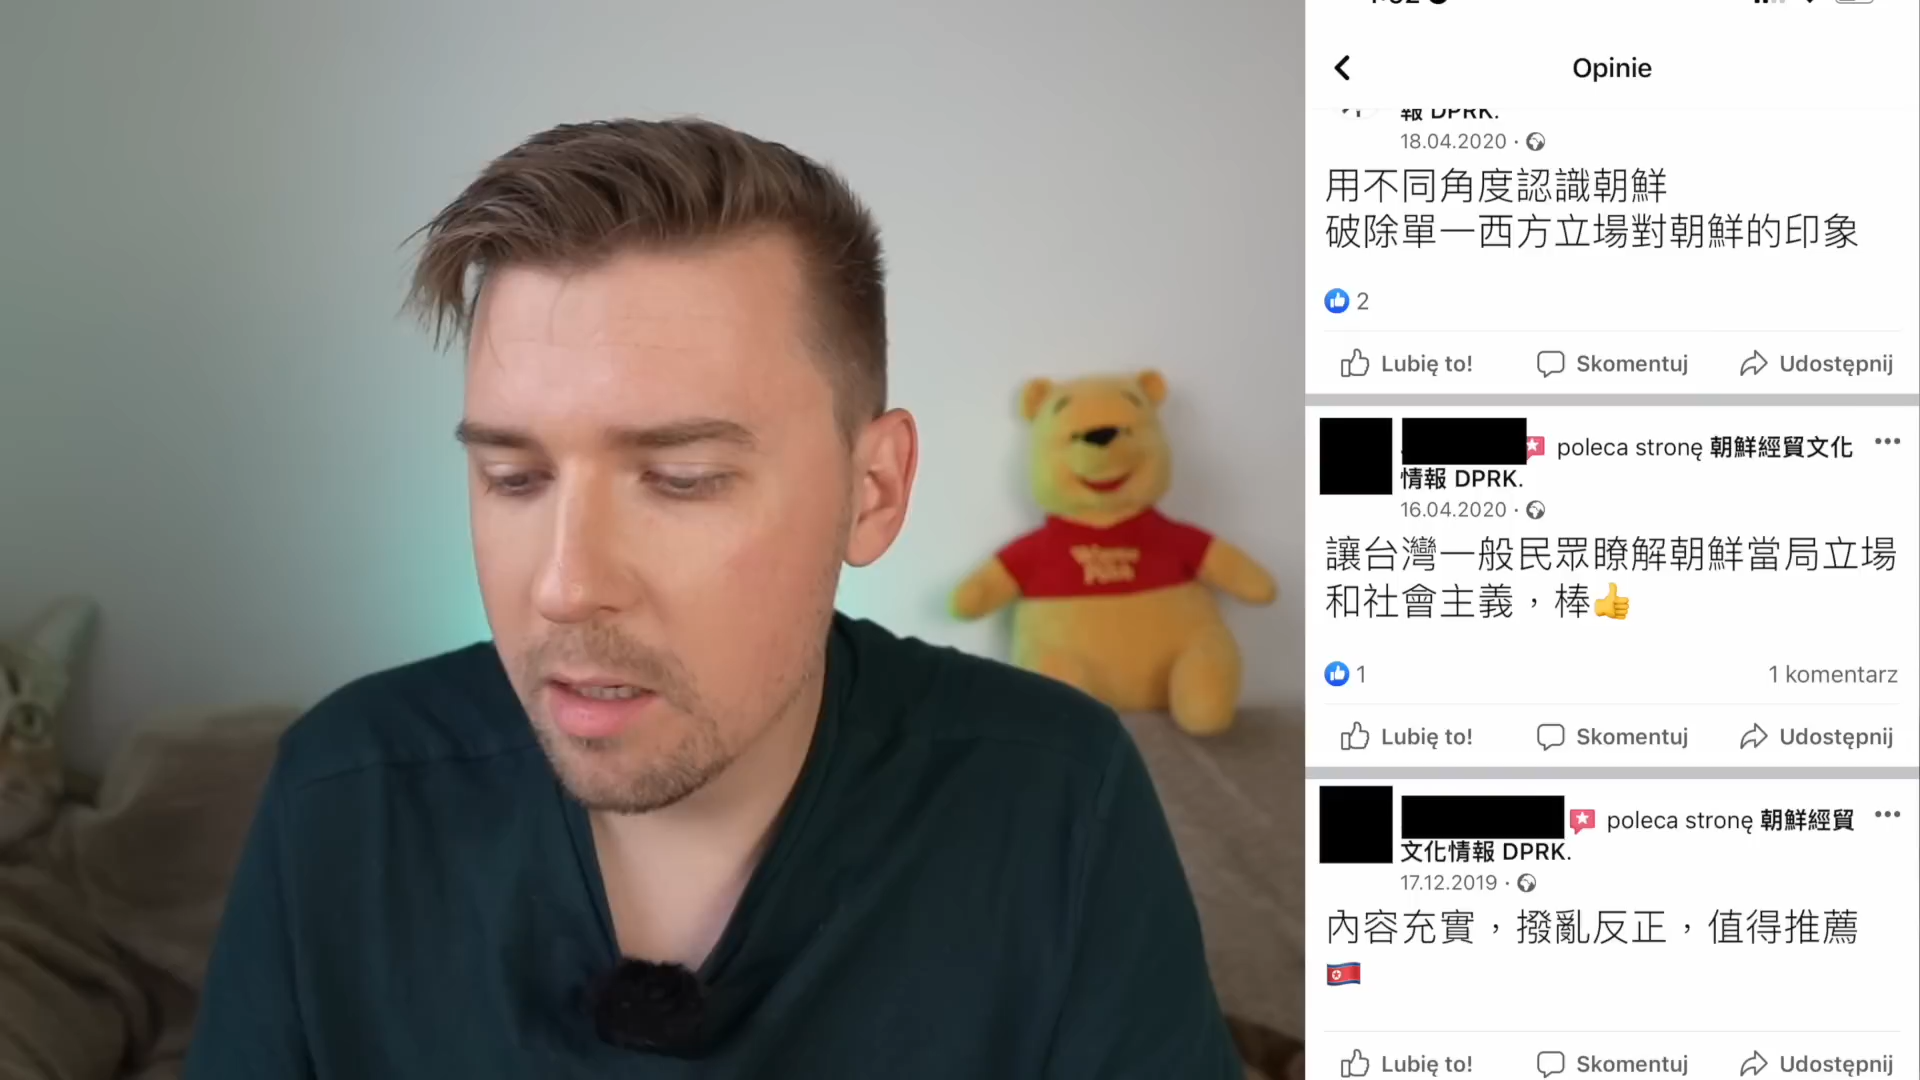 Opinie
報 DPRK.
18.04.2020 ·
用不同角度認識朝鮮
破除單一西方立場對朝鮮的印象
2
Lubię to! Skomentuj Udostępnij
poleca stronę 朝鮮經貿文化
情報 DPRK.
16.04.2020 ·
讓台灣一般民眾瞭解朝鮮當局立場
和社會主義，棒👍
1 1 komentarz
Lubię to! Skomentuj Udostępnij
poleca stronę 朝鮮經貿
文化情報 DPRK.
17.12.2019 ·
內容充實，撥亂反正，值得推薦
🇰🇵
Lubię to! Skomentuj Udostępnij
Winnie
Pooh